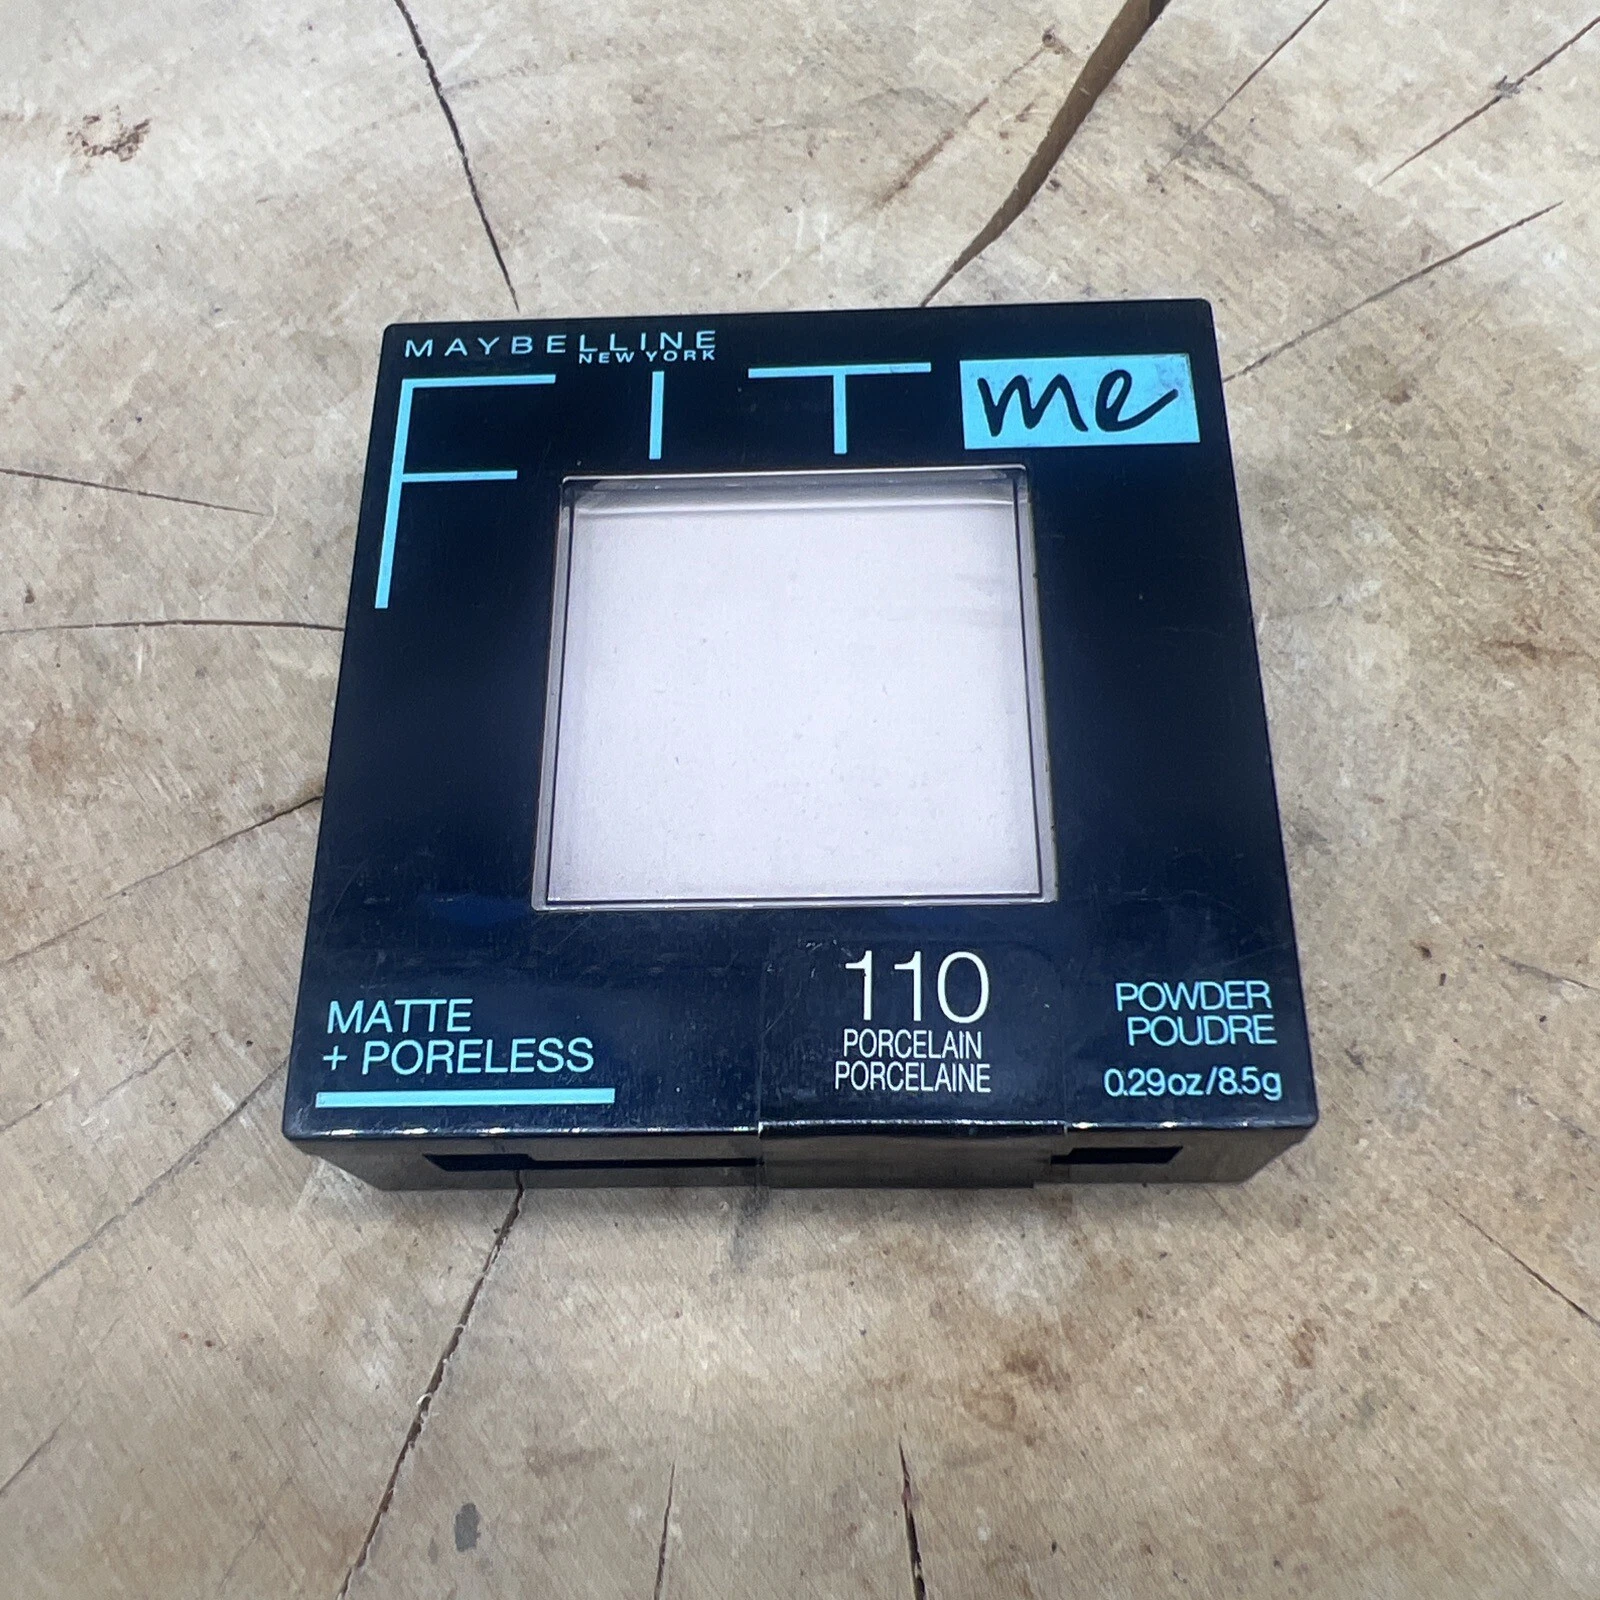 MAYBELLINE
NEW YORK
FIT me
MATTE
+ PORELESS
110
PORCELAIN
PORCELAINE
POWDER
POUDRE
0.29oz/8.5g